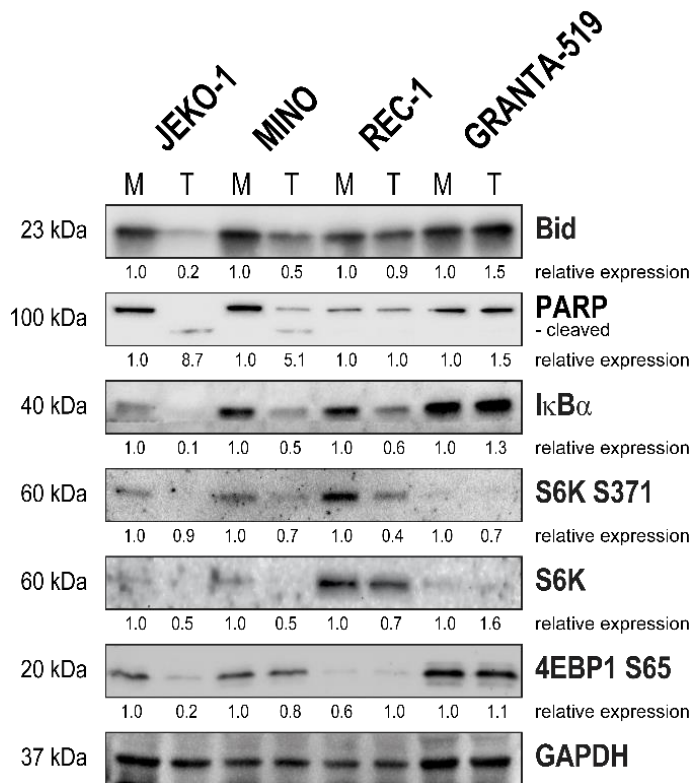 JEKO-1 MINO REC-1 GRANTA-519
M T M T M T M T
23 kDa Bid
1.0 0.2 1.0 0.5 1.0 0.9 1.0 1.5 relative expression
100 kDa PARP
- cleaved
1.0 8.7 1.0 5.1 1.0 1.0 1.0 1.5 relative expression
40 kDa IκBα
1.0 0.1 1.0 0.5 1.0 0.6 1.0 1.3 relative expression
60 kDa S6K S371
1.0 0.9 1.0 0.7 1.0 0.4 1.0 0.7 relative expression
60 kDa S6K
1.0 0.5 1.0 0.5 1.0 0.7 1.0 1.6 relative expression
20 kDa 4EBP1 S65
1.0 0.2 1.0 0.8 0.6 1.0 1.0 1.1 relative expression
37 kDa GAPDH